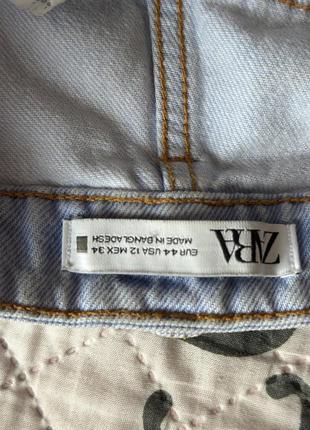 ZARA
EUR 44 USA 12 MEX 34
MADE IN BANGLADESH